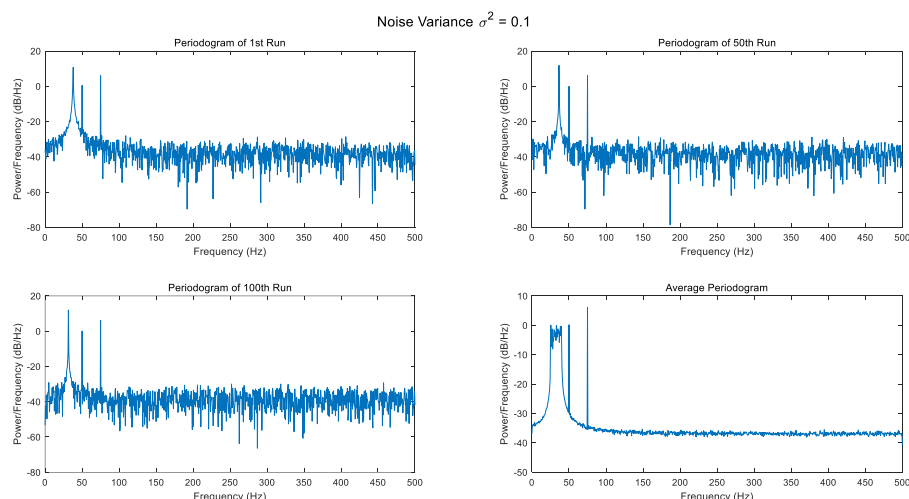 Noise Variance σ² = 0.1
Periodogram of 1st Run
Power/Frequency (dB/Hz)
20
0
-20
-40
-60
-80
0 50 100 150 200 250 300 350 400 450 500
Frequency (Hz)
Periodogram of 50th Run
Power/Frequency (dB/Hz)
20
0
-20
-40
-60
-80
0 50 100 150 200 250 300 350 400 450 500
Frequency (Hz)
Periodogram of 100th Run
Power/Frequency (dB/Hz)
20
0
-20
-40
-60
-80
0 50 100 150 200 250 300 350 400 450 500
Frequency (Hz)
Average Periodogram
Power/Frequency (dB/Hz)
10
0
-10
-20
-30
-40
-50
0 50 100 150 200 250 300 350 400 450 500
Frequency (Hz)